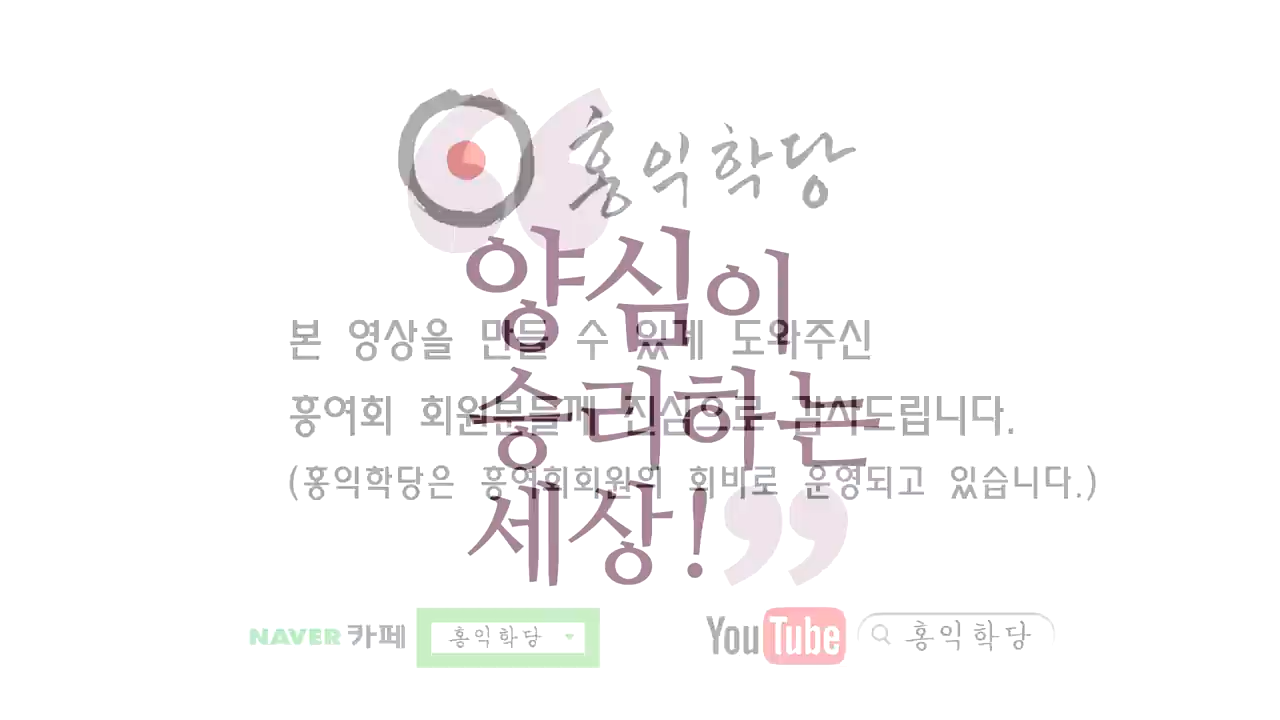 홍익학당
양심이
본 영상을 만든 수 있게 도와주신
승리하는
흥여회 회원분들께 진심으로 감사드립니다.
(홍익학당은 흥여회회원의 회비로 운영되고 있습니다.)
세상!
NAVER 카페 홍익학당
YouTube 홍익학당